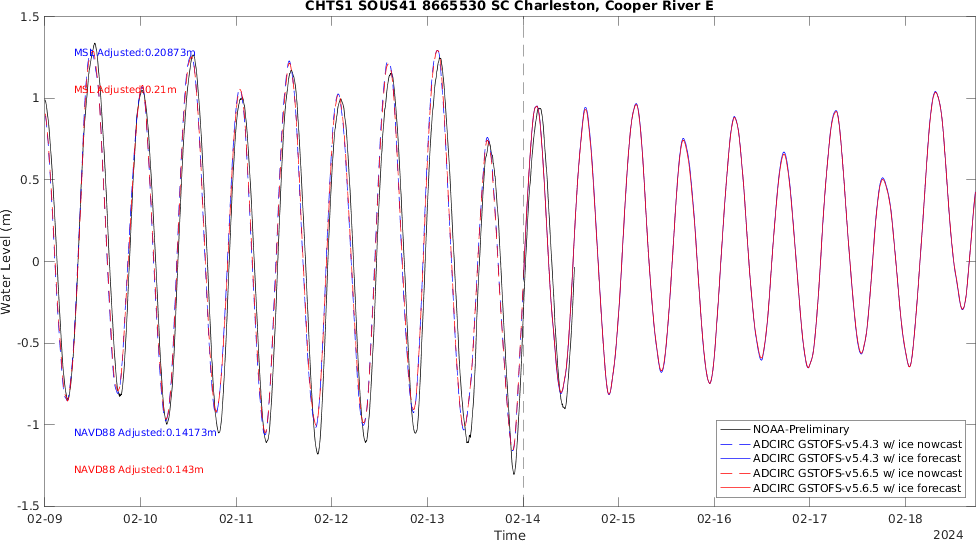 CHTS1 SOUS41 8665530 SC Charleston, Cooper River E
1.5
1
0.5
0
-0.5
-1
-1.5
Water Level (m)
MSL Adjusted:0.20873m
MSL Adjusted:0.21m
NAVD88 Adjusted:0.14173m
NAVD88 Adjusted:0.143m
NOAA-Preliminary
ADCIRC GSTOFS-v5.4.3 w/ ice nowcast
ADCIRC GSTOFS-v5.4.3 w/ ice forecast
ADCIRC GSTOFS-v5.6.5 w/ ice nowcast
ADCIRC GSTOFS-v5.6.5 w/ ice forecast
02-09 02-10 02-11 02-12 02-13 02-14 02-15 02-16 02-17 02-18
Time
2024